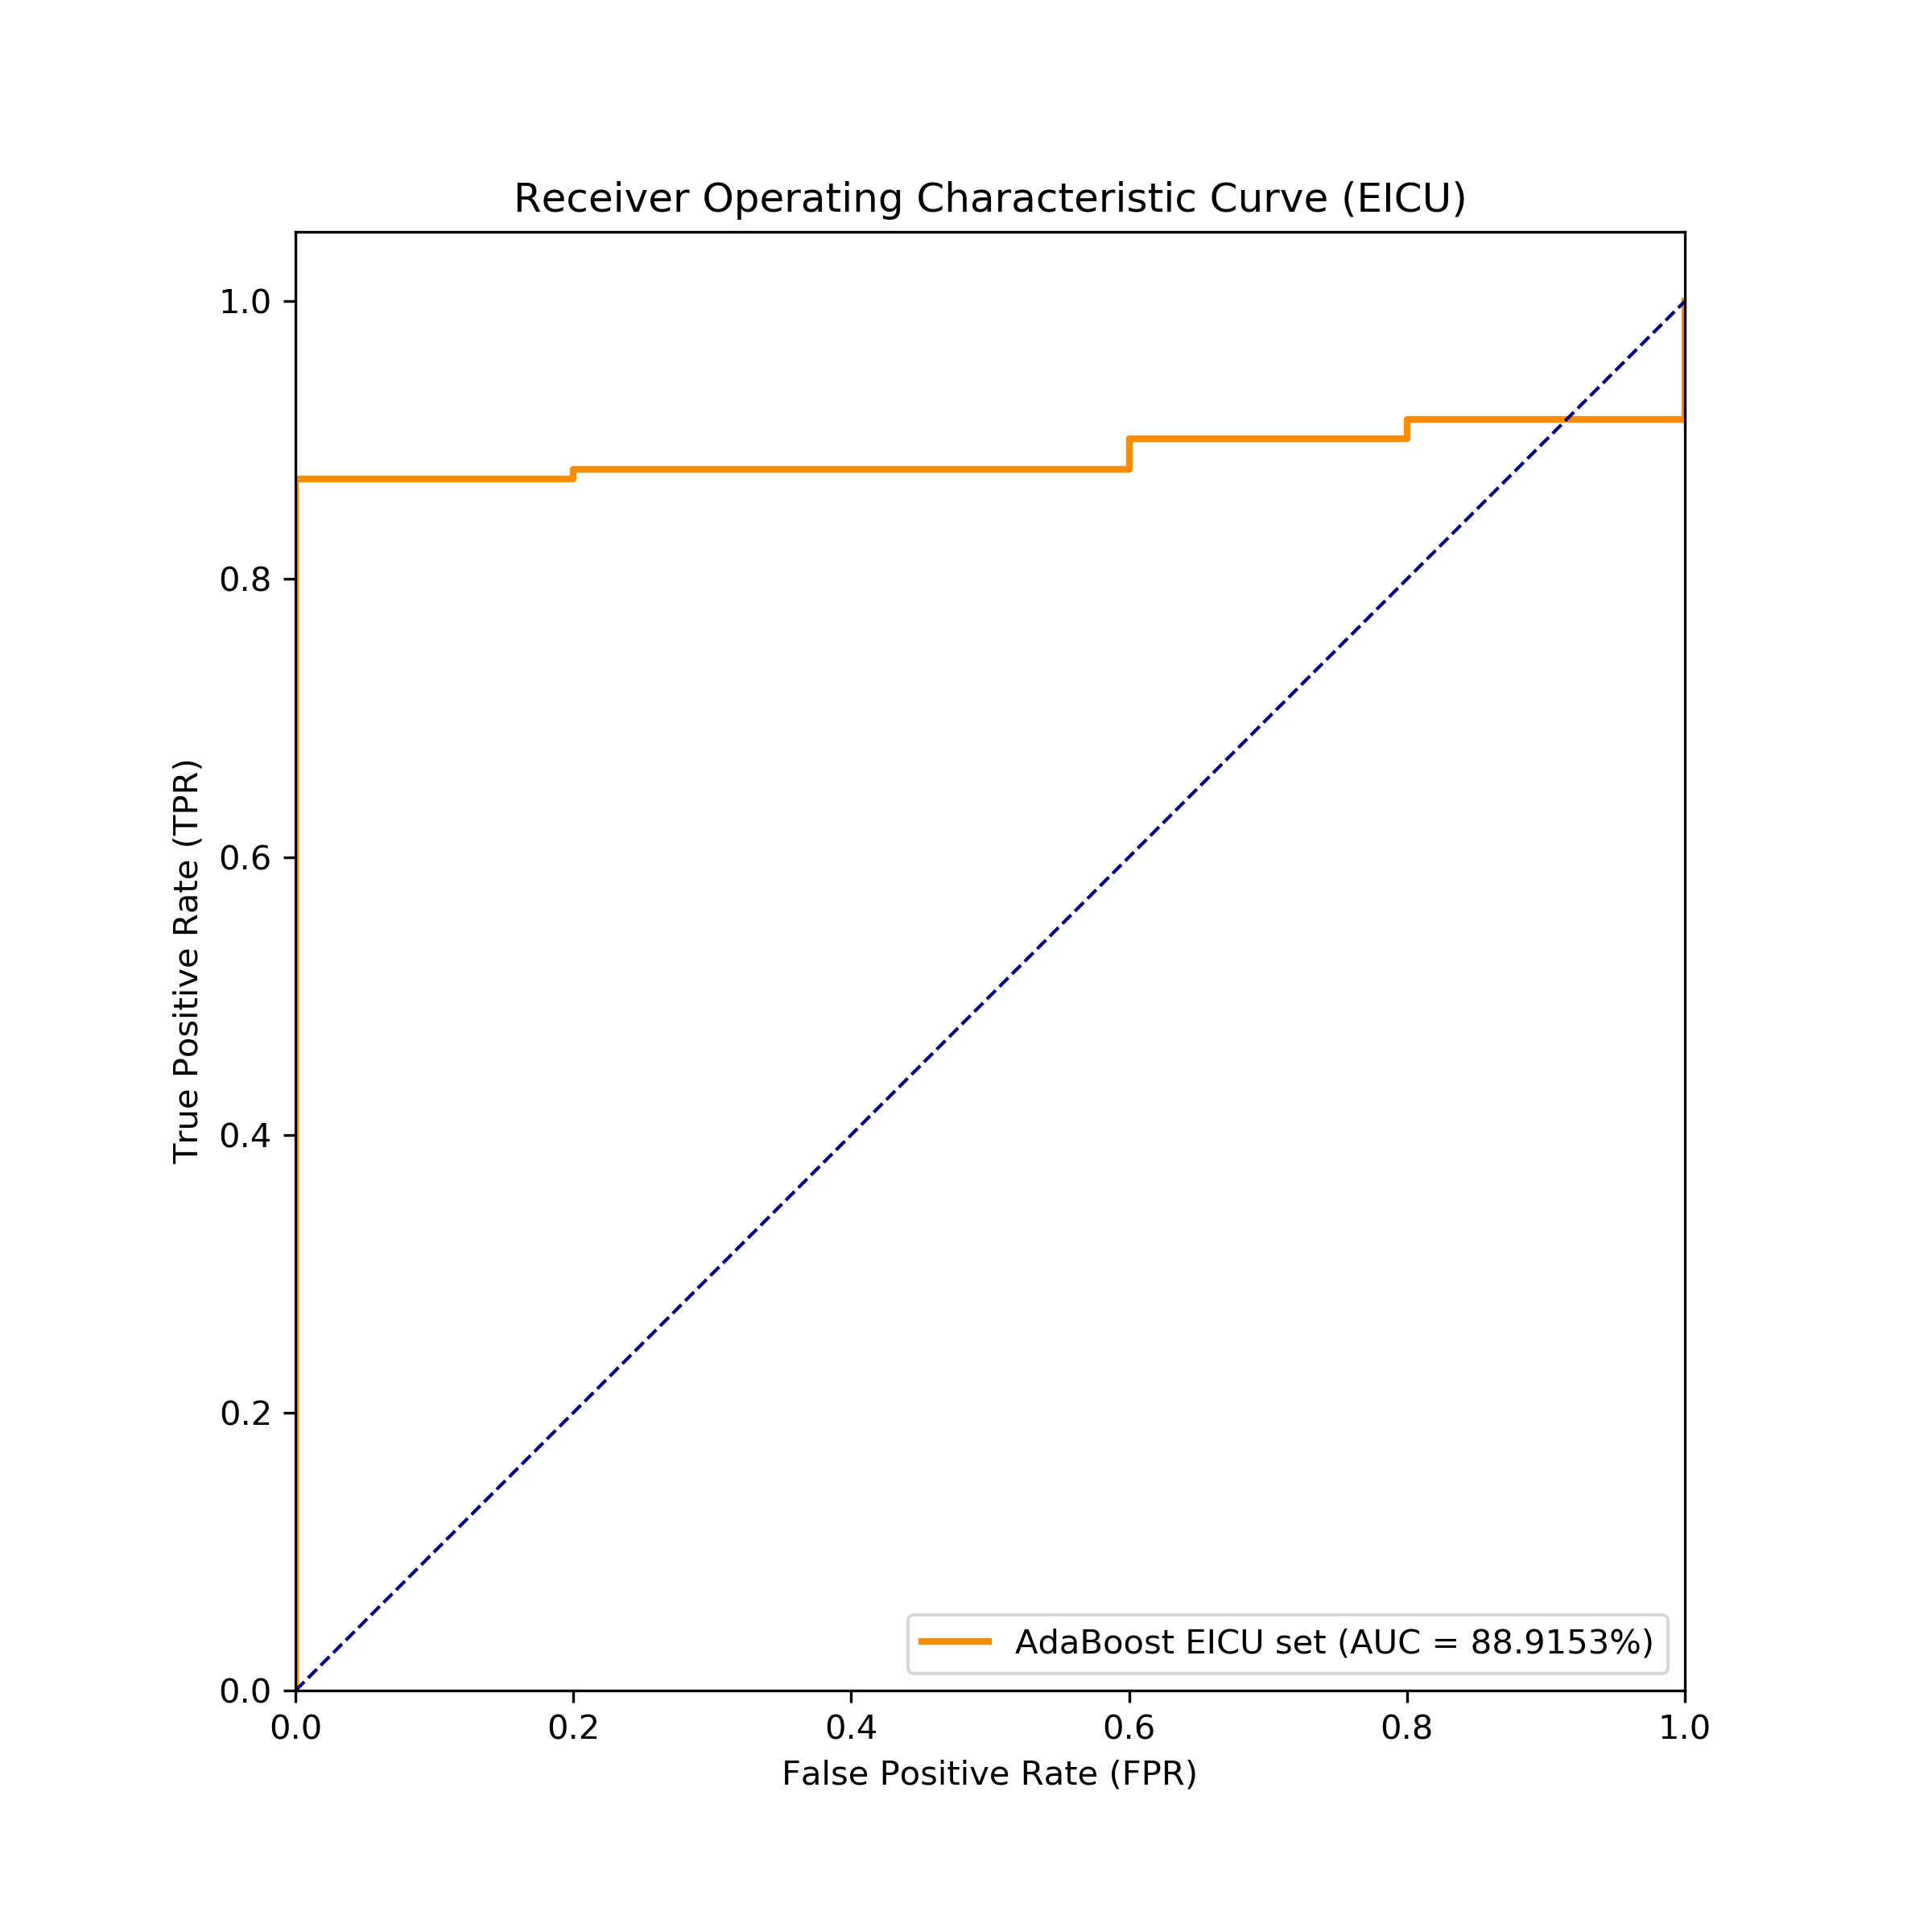 Receiver Operating Characteristic Curve (EICU)
1.0
0.8
0.6
0.4
0.2
0.0
True Positive Rate (TPR)
AdaBoost EICU set (AUC = 88.9153%)
0.0 0.2 0.4 0.6 0.8 1.0
False Positive Rate (FPR)